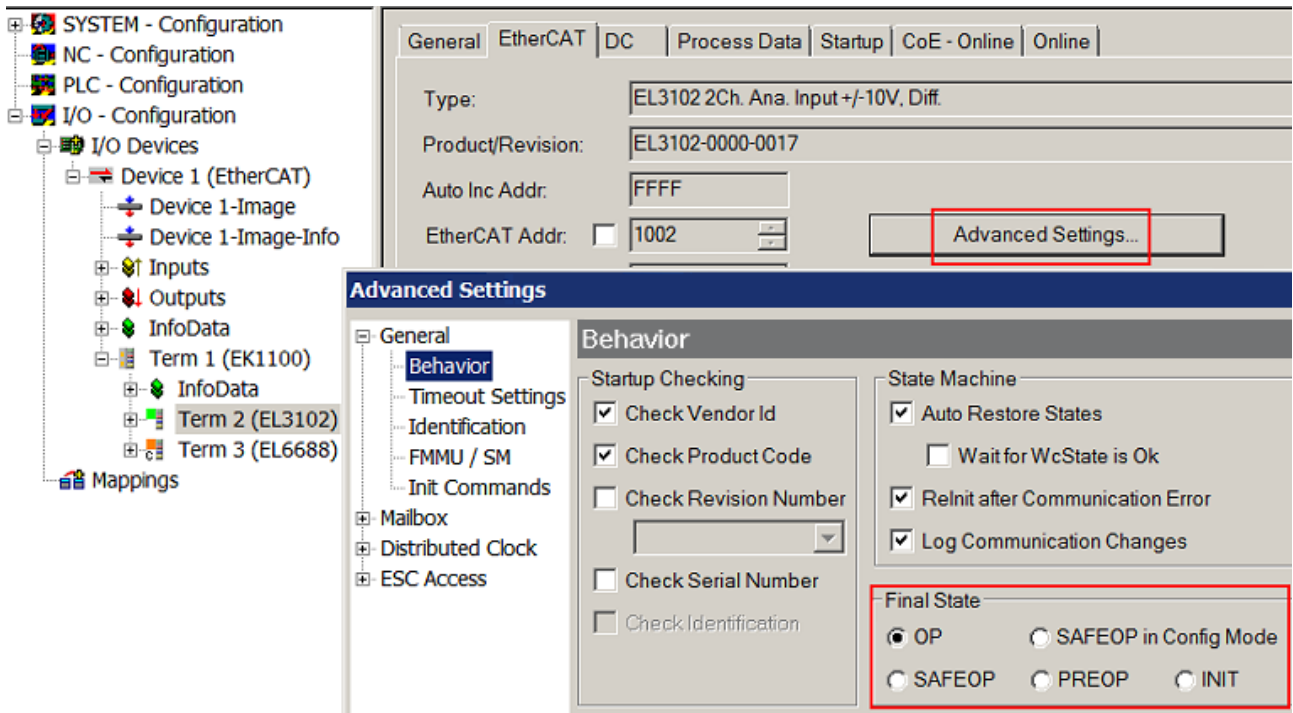 SYSTEM - Configuration
NC - Configuration
PLC - Configuration
I/O - Configuration
I/O Devices
Device 1 (EtherCAT)
Device 1-Image
Device 1-Image-Info
Inputs
Outputs
InfoData
Term 1 (EK1100)
InfoData
Term 2 (EL3102)
Term 3 (EL6688)
Mappings
General EtherCAT DC Process Data Startup CoE - Online Online
Type: EL3102 2Ch. Ana. Input +/-10V, Diff.
Product/Revision: EL3102-0000-0017
Auto Inc Addr: FFFF
EtherCAT Addr: 1002 Advanced Settings...
Advanced Settings
General
Behavior
Timeout Settings
Identification
FMMU / SM
Init Commands
Mailbox
Distributed Clock
ESC Access
Behavior
Startup Checking
Check Vendor Id
Check Product Code
Check Revision Number
Check Serial Number
Check Identification
State Machine
Auto Restore States
Wait for WcState is Ok
ReInit after Communication Error
Log Communication Changes
Final State
OP SAFEOP in Config Mode
SAFEOP PREOP INIT